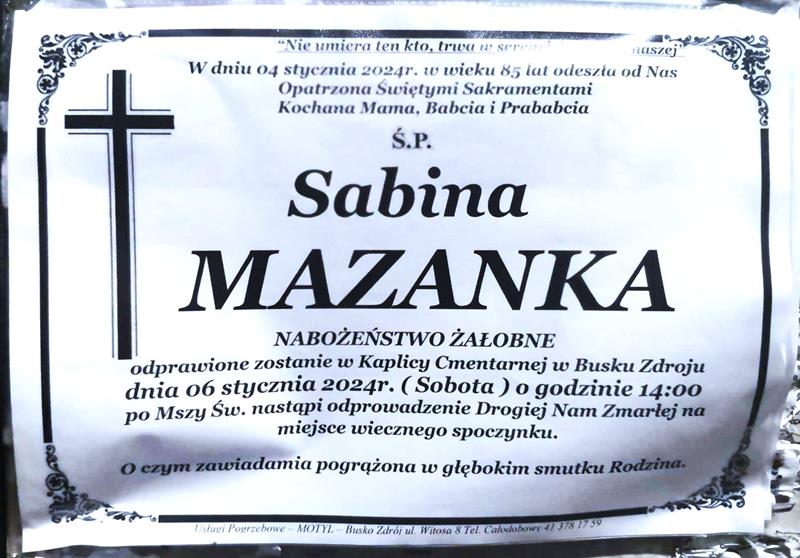 "Nie umiera ten kto, trwa w naszej"
W dniu 04 stycznia 2024r. w wieku 85 lat odeszła od Nas
Opatrzona Świętymi Sakramentami
Kochana Mama, Babcia i Prababcia
Ś.P.
Sabina
MAZANKA
NABOŻEŃSTWO ŻAŁOBNE
odprawione zostanie w Kaplicy Cmentarnej w Busku Zdroju
dnia 06 stycznia 2024r. ( Sobota ) o godzinie 14:00
po Mszy Św. nastąpi odprowadzenie Drogiej Nam Zmarłej na
miejsce wiecznego spoczynku.
O czym zawiadamia pogrążona w głębokim smutku Rodzina.
Usługi Pogrzebowe – MOTYL – Busko Zdrój ul. Witosa 8 Tel. Całodobowy 41 378 17 59